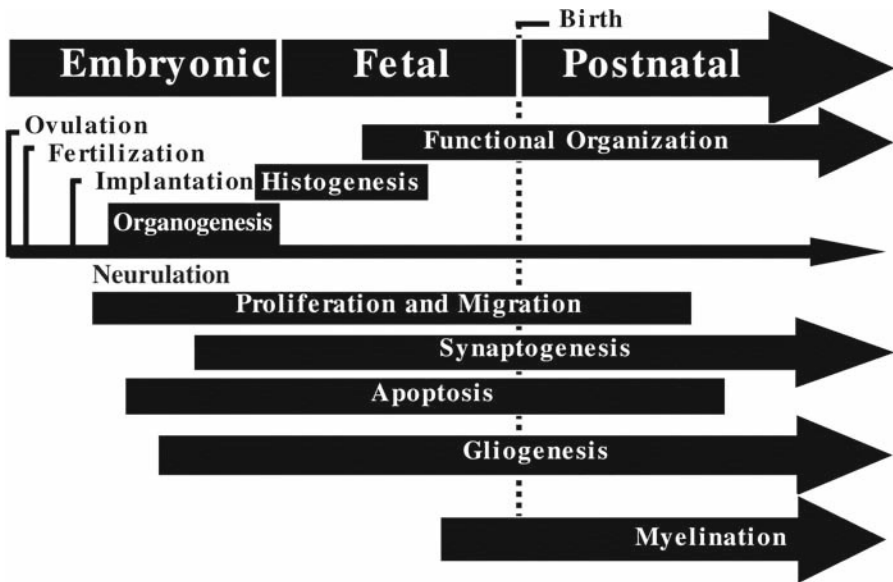 Birth
Embryonic Fetal Postnatal
Ovulation
Functional Organization
Fertilization
Implantation
Histogenesis
Organogenesis
Neurulation
Proliferation and Migration
Synaptogenesis
Apoptosis
Gliogenesis
Myelination